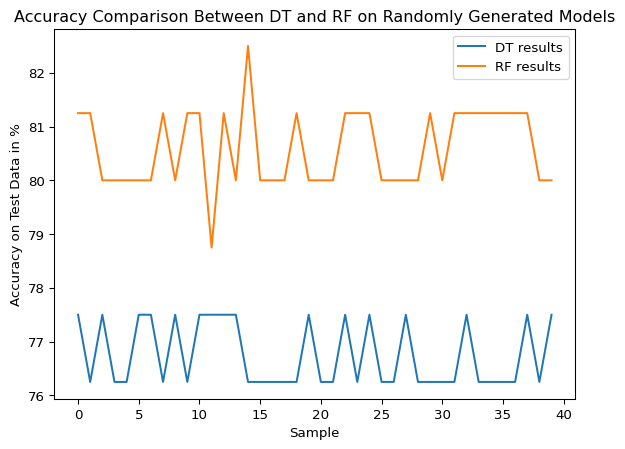 Accuracy Comparison Between DT and RF on Randomly Generated Models
DT results
RF results
Accuracy on Test Data in %
82
81
80
79
78
77
76
0 5 10 15 20 25 30 35 40
Sample